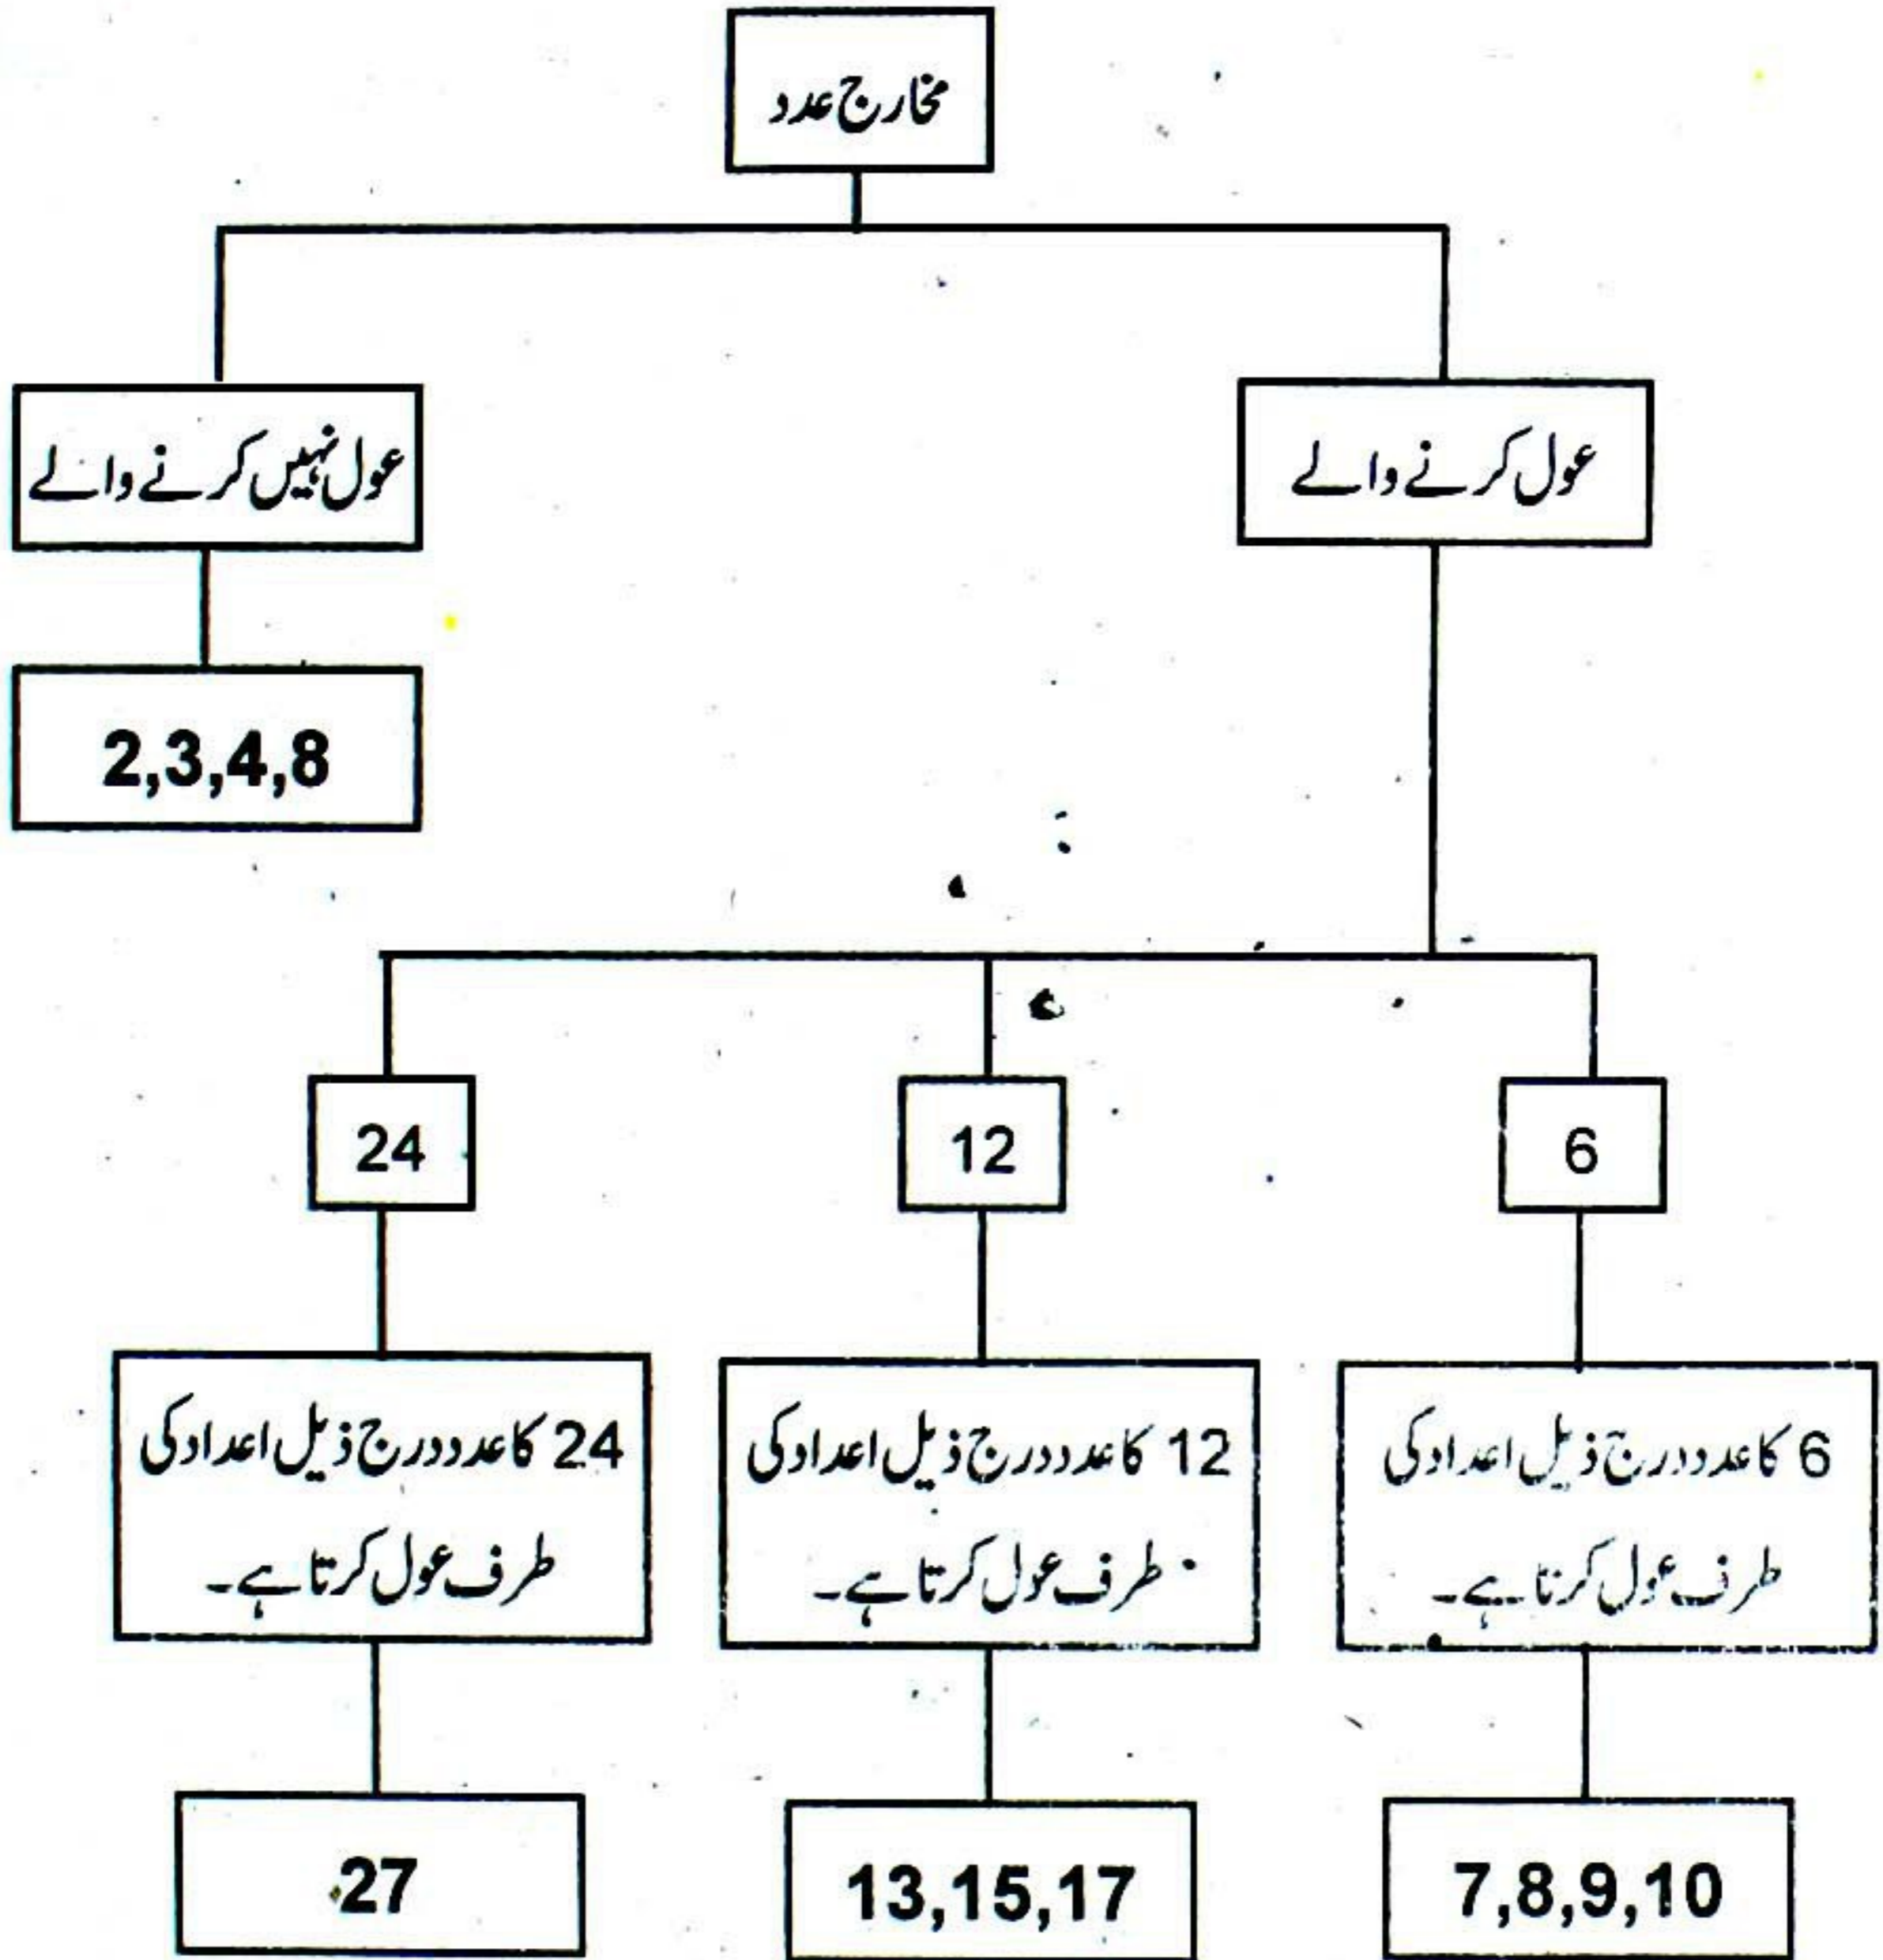 مخارج عدد
عول کرنے والے
عول نہیں کرنے والے
2,3,4,8
6
12
24
6 کا عدد درج ذیل اعداد کی
طرف عول کرتا ہے۔
12 کا عدد درج ذیل اعداد کی
طرف عول کرتا ہے۔
24 کا عدد درج ذیل اعداد کی
طرف عول کرتا ہے۔
7,8,9,10
13,15,17
27